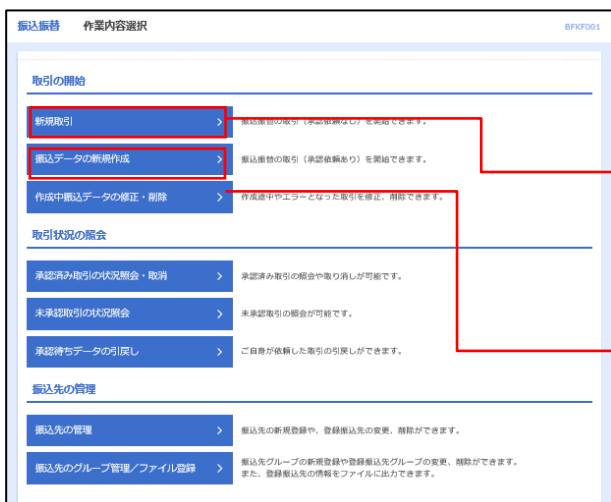 振込振替 作業内容選択 BFKF001
取引の開始
新規取引 振込振替の取引（承認依頼なし）を開始できます。
振込データの新規作成 振込振替の取引（承認依頼あり）を開始できます。
作成中振込データの修正・削除 作成途中やエラーとなった取引を修正、削除できます。
取引状況の照会
承認済み取引の状況照会・取消 承認済み取引の照会や取り消しが可能です。
未承認取引の状況照会 未承認取引の照会が可能です。
承認待ちデータの引戻し ご自身が依頼した取引の引戻しができます。
振込先の管理
振込先の管理 振込先の新規登録や、登録振込先の変更、削除ができます。
振込先のグループ管理／ファイル登録 振込先グループの新規登録や登録振込先グループの変更、削除ができます。
また、登録振込先の情報をファイルに出力できます。